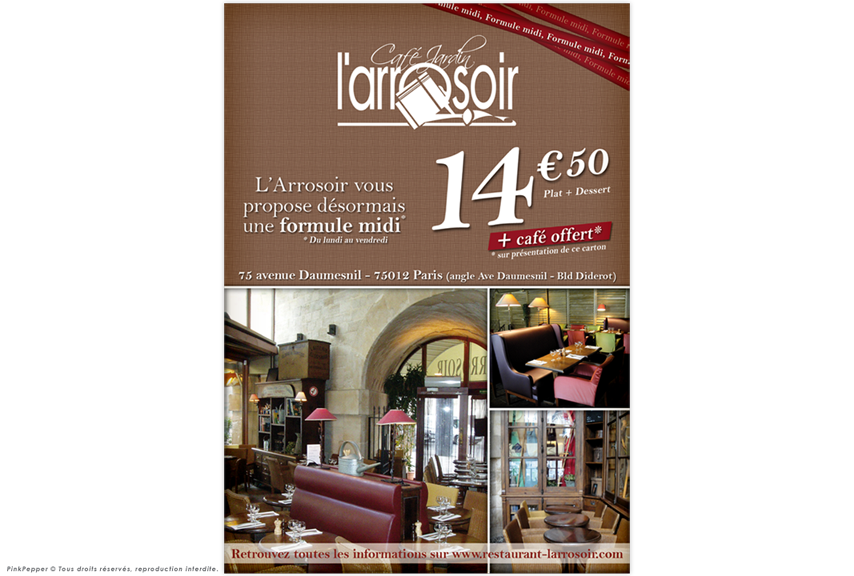 midi, Formule midi, Formule midi,
midi, Formule midi, Formule midi, Form
Formule midi
Café Jardin
l'arrosoir
14 €50
Plat + Dessert
L'Arrosoir vous
propose désormais
une formule midi*
* Du lundi au vendredi
+ café offert*
* sur présentation de ce carton
75 avenue Daumesnil - 75012 Paris (angle Ave Daumesnil - Bld Diderot)
Retrouvez toutes les informations sur www.restaurant-larrosoir.com
PinkPepper © Tous droits réservés, reproduction interdite.